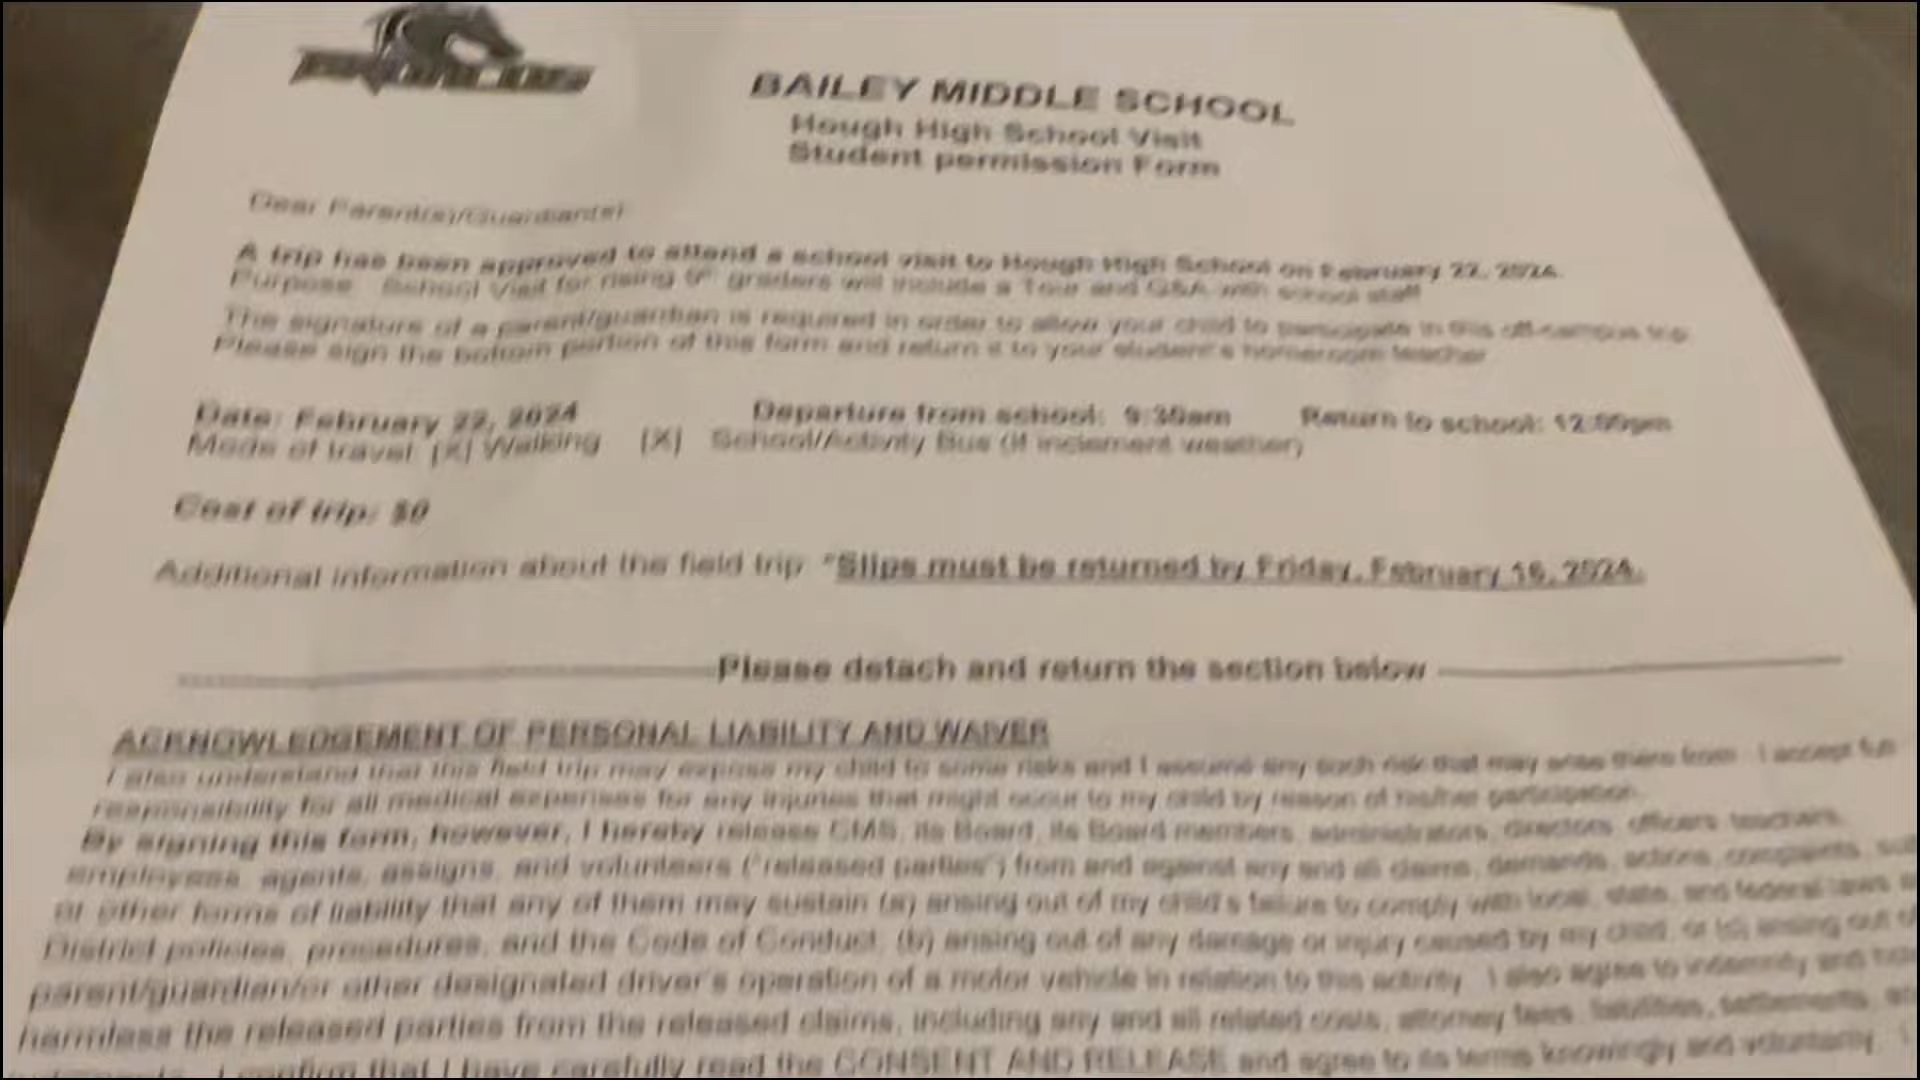 BAILEY MIDDLE SCHOOL
Hough High School Visit
Student permission Form
Dear Parent(s)/Guardian(s)
A trip has been approved to attend a school visit to Hough High School on February 22, 2024.
Purpose: School Visit for rising 9th graders will include a Tour and Q&A with school staff
The signature of a parent/guardian is required in order to allow your child to participate in this off-campus trip
Please sign the bottom portion of this form and return it to your student's homeroom teacher
Date: February 22, 2024 Departure from school: 9:30am Return to school: 12:00pm
Mode of travel: [X] Walking [X] School/Activity Bus (if inclement weather)
Cost of trip: $0
Additional information about the field trip *Slips must be returned by Friday, February 16, 2024.
Please detach and return the section below
ACKNOWLEDGEMENT OF PERSONAL LIABILITY AND WAIVER
I also understand that this field trip may expose my child to some risks and I assume any such risk that may arise there from. I accept full
responsibility for all medical expenses for any injuries that might occur to my child by reason of his/her participation.
By signing this form, however, I hereby release CMS, its Board, its Board members, administrators, directors, officers, teachers,
employees, agents, assigns, and volunteers ("released parties") from and against any and all claims, demands, actions, complaints,
or other forms of liability that any of them may sustain (a) arising out of my child's failure to comply with local, state, and federal laws
District policies, procedures, and the Code of Conduct; (b) arising out of any damage or injury caused by my child; or (c) arising out of
parent/guardian/or other designated driver's operation of a motor vehicle in relation to this activity. I also agree to indemnify and
harmless the released parties from the released claims, including any and all related costs, attorney fees, liabilities, settlements,
I confirm that I have carefully read the CONSENT AND RELEASE and agree to its terms knowingly and voluntarily. I